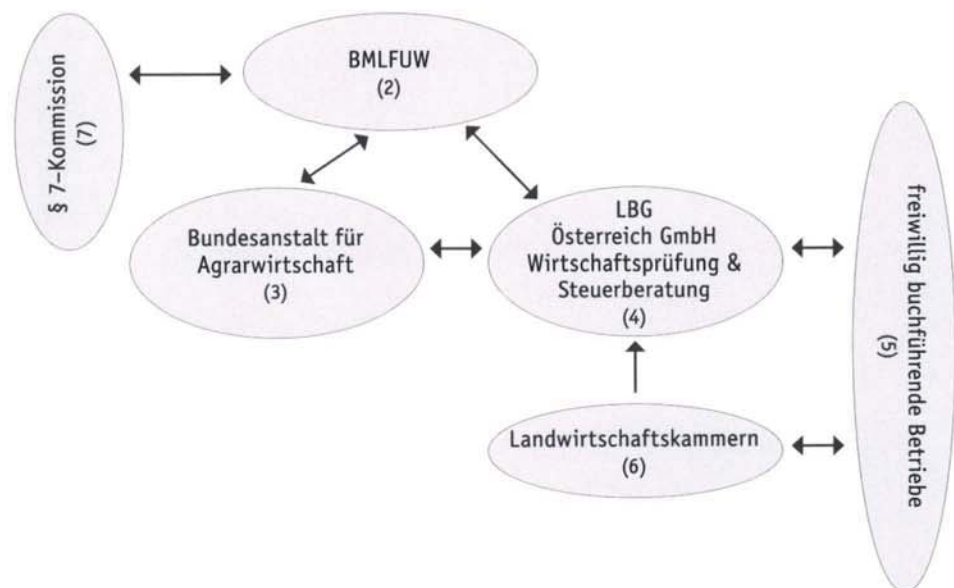 § 7-Kommission
(7)
BMLFUW
(2)
Bundesanstalt für
Agrarwirtschaft
(3)
LBG
Österreich GmbH
Wirtschaftsprüfung &
Steuerberatung
(4)
freiwillig buchführende Betriebe
(5)
Landwirtschaftskammern
(6)